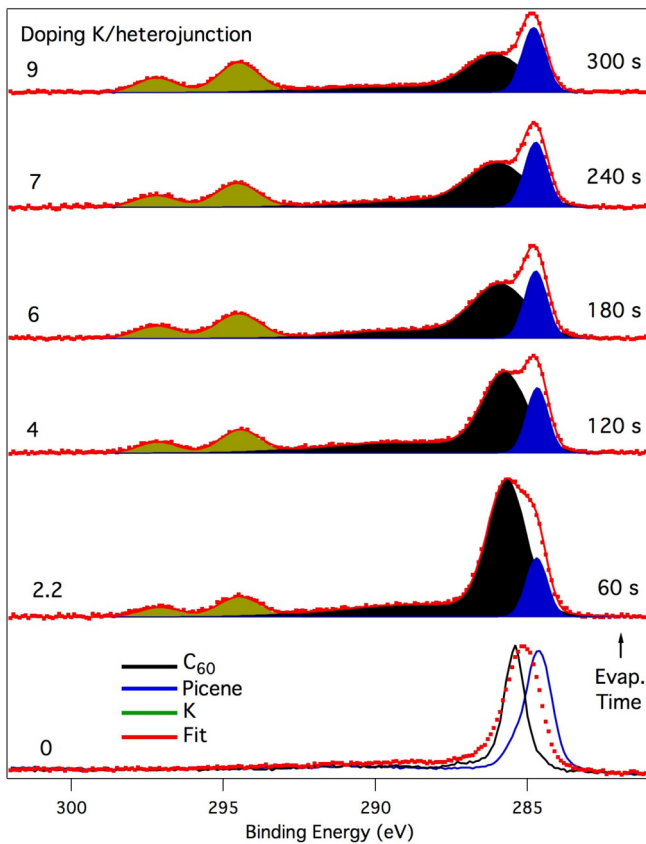 Doping K/heterojunction
9
300 s
7
240 s
6
180 s
4
120 s
2.2
60 s
C60
Picene
K
Fit
Evap.
Time
0
300
295
290
285
Binding Energy (eV)